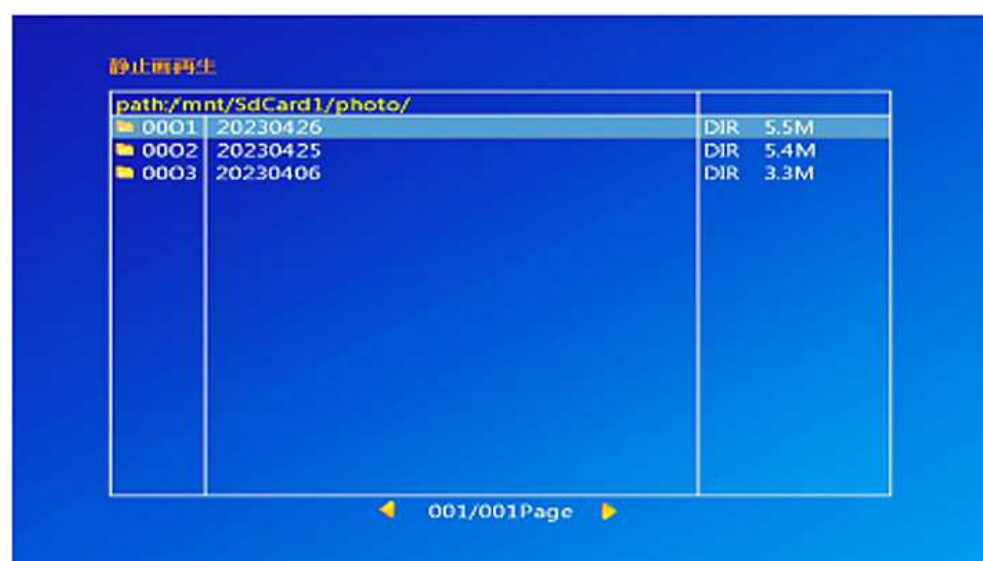 静止画再生
path:/mnt/SdCard1/photo/
0001 20230426 DIR 5.5M
0002 20230425 DIR 5.4M
0003 20230406 DIR 3.3M
001/001Page